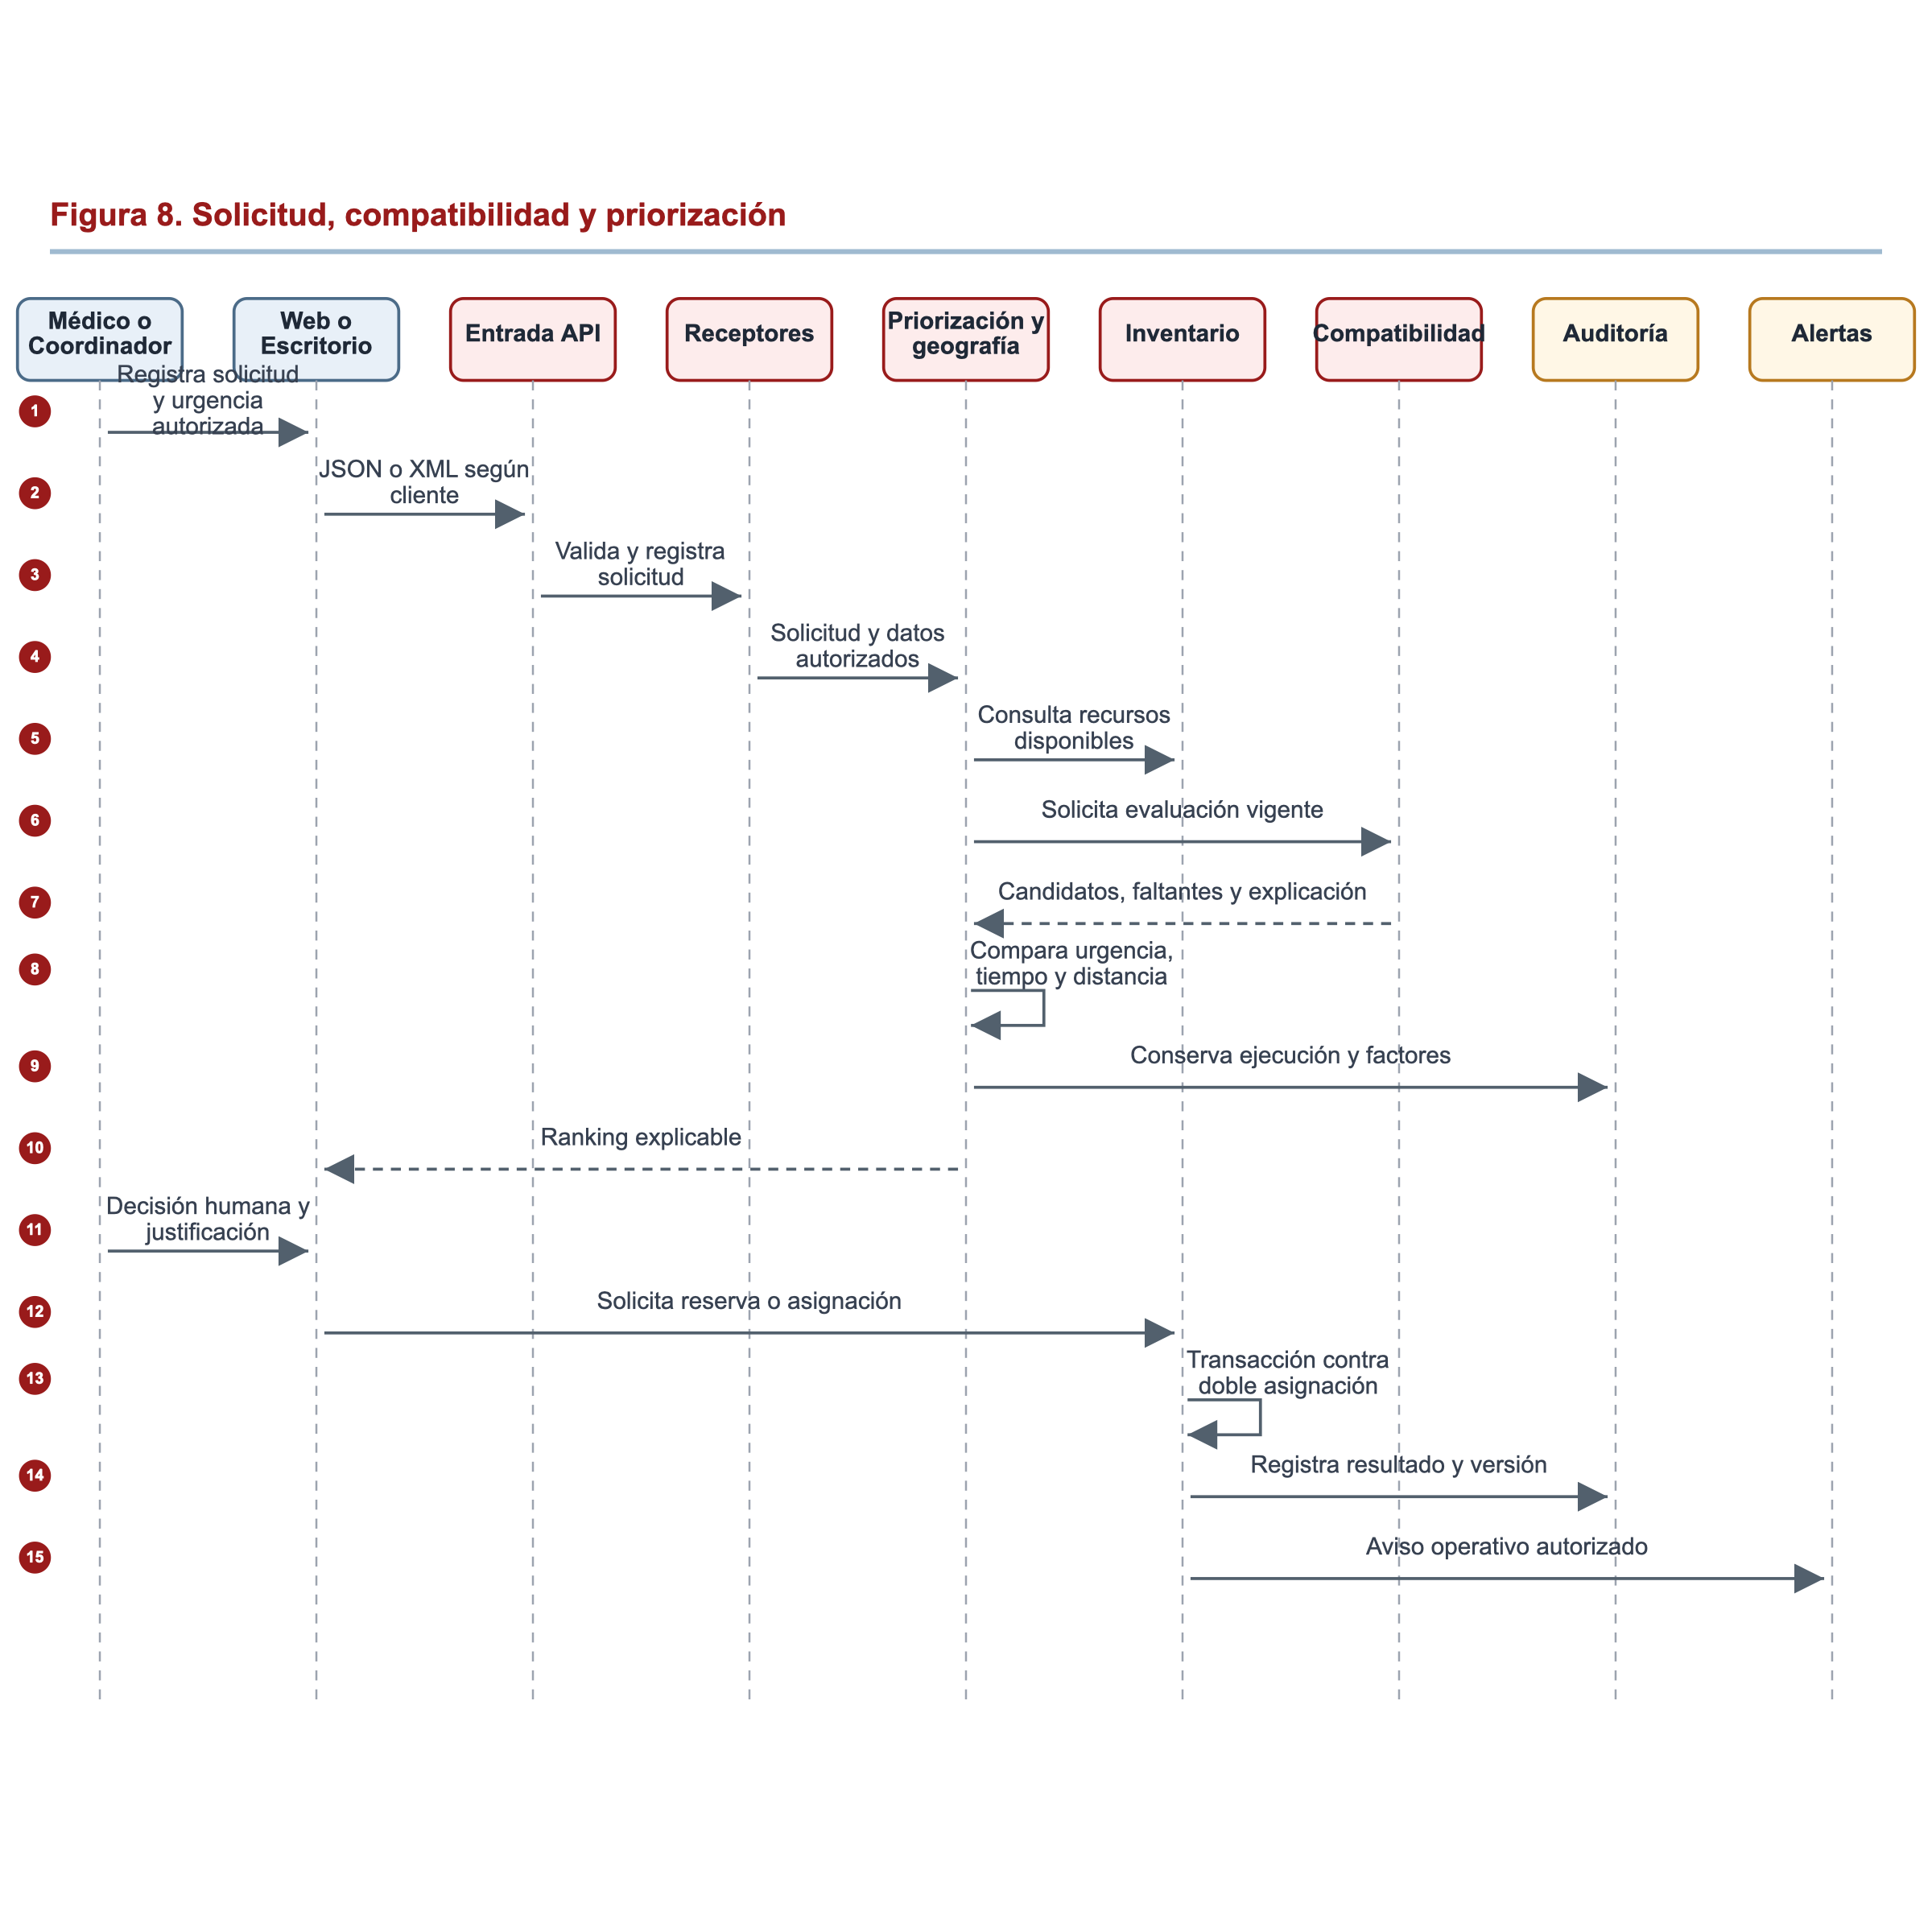 Figura 8. Solicitud, compatibilidad y priorización
Médico o
Coordinador
Web o
Escritorio
Entrada API
Receptores
Priorización y
geografía
Inventario
Compatibilidad
Auditoría
Alertas
1
Registra solicitud
y urgencia
autorizada
2
JSON o XML según
cliente
3
Valida y registra
solicitud
4
Solicitud y datos
autorizados
5
Consulta recursos
disponibles
6
Solicita evaluación vigente
7
Candidatos, faltantes y explicación
8
Compara urgencia,
tiempo y distancia
9
Conserva ejecución y factores
10
Ranking explicable
11
Decisión humana y
justificación
12
Solicita reserva o asignación
13
Transacción contra
doble asignación
14
Registra resultado y versión
15
Aviso operativo autorizado